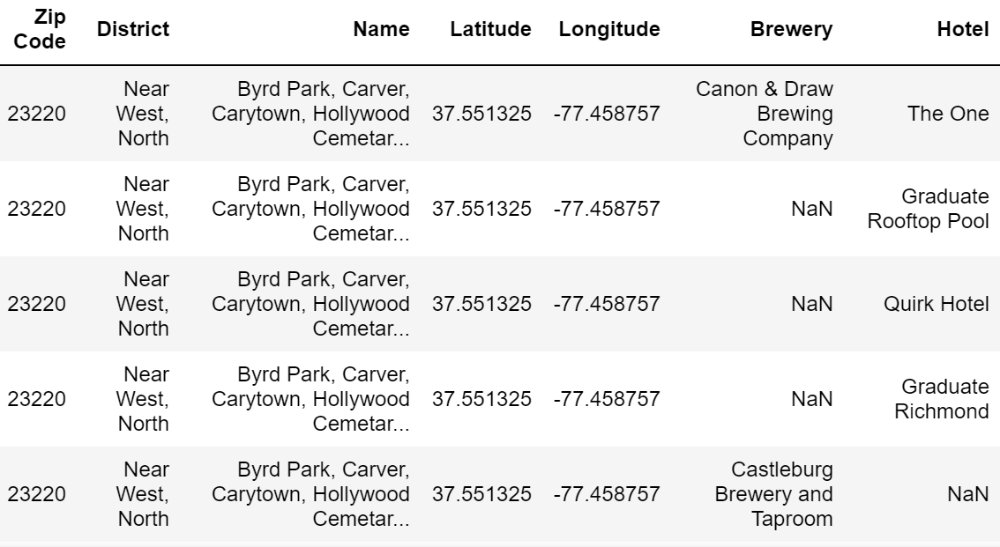 Zip Code District Name Latitude Longitude Brewery Hotel
23220 Near West, North Byrd Park, Carver, Carytown, Hollywood Cemetar... 37.551325 -77.458757 Canon & Draw Brewing Company The One
23220 Near West, North Byrd Park, Carver, Carytown, Hollywood Cemetar... 37.551325 -77.458757 NaN Graduate Rooftop Pool
23220 Near West, North Byrd Park, Carver, Carytown, Hollywood Cemetar... 37.551325 -77.458757 NaN Quirk Hotel
23220 Near West, North Byrd Park, Carver, Carytown, Hollywood Cemetar... 37.551325 -77.458757 NaN Graduate Richmond
23220 Near West, North Byrd Park, Carver, Carytown, Hollywood Cemetar... 37.551325 -77.458757 Castleburg Brewery and Taproom NaN